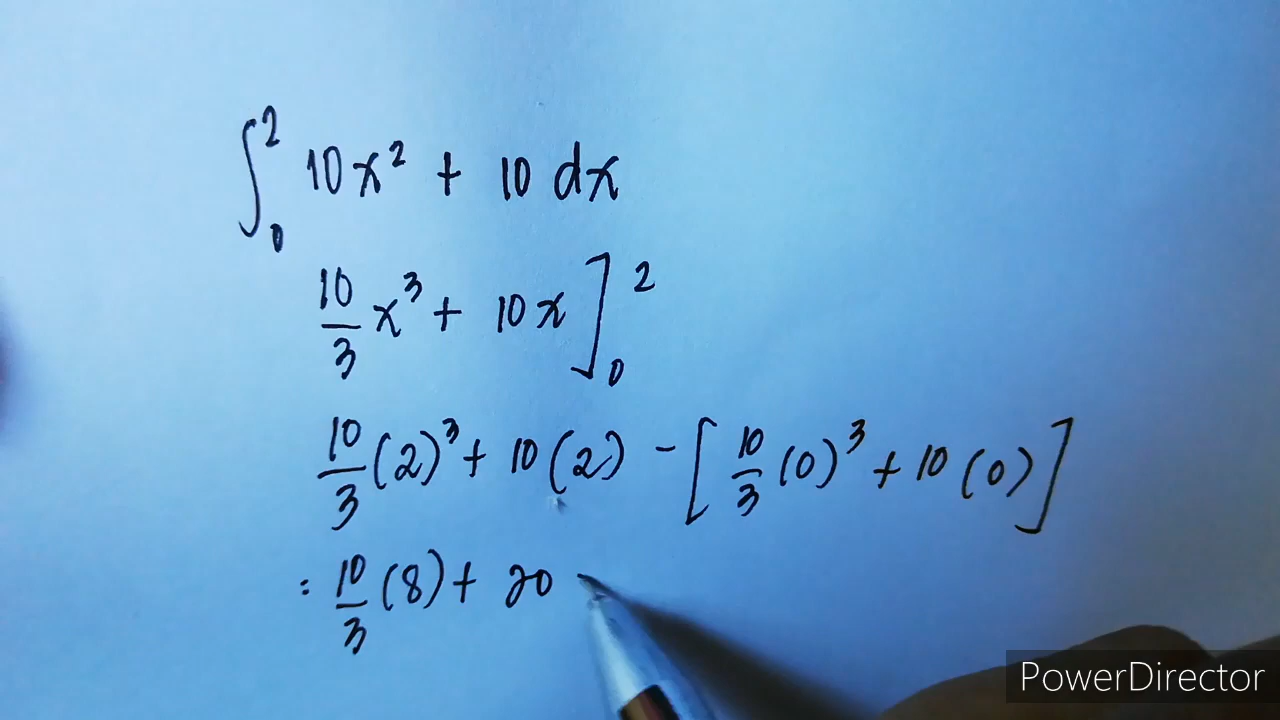 ∫₀² 10x² + 10 dx
10/3 x³ + 10x ]₀²
10/3 (2)³ + 10 (2) - [ 10/3 (0)³ + 10 (0) ]
= 10/3 (8) + 20
PowerDirector